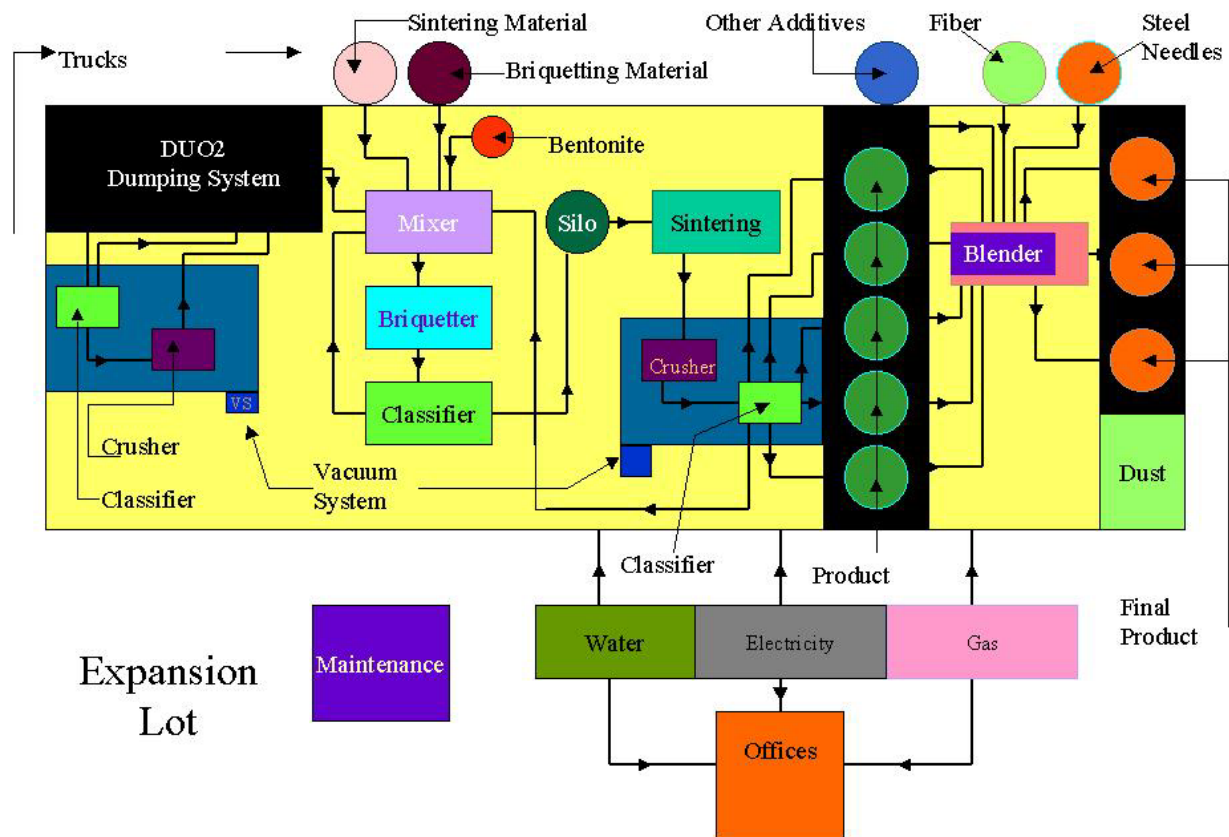 Sintering Material
Other Additives
Fiber
Steel
Needles
Trucks
Briquetting Material
DUO2
Dumping System
Bentonite
Mixer
Silo
Sintering
Blender
Briquetter
Crusher
Classifier
VS
Crusher
Classifier
Vacuum
System
Dust
Classifier
Product
Final
Product
Water
Electricity
Gas
Maintenance
Expansion
Lot
Offices